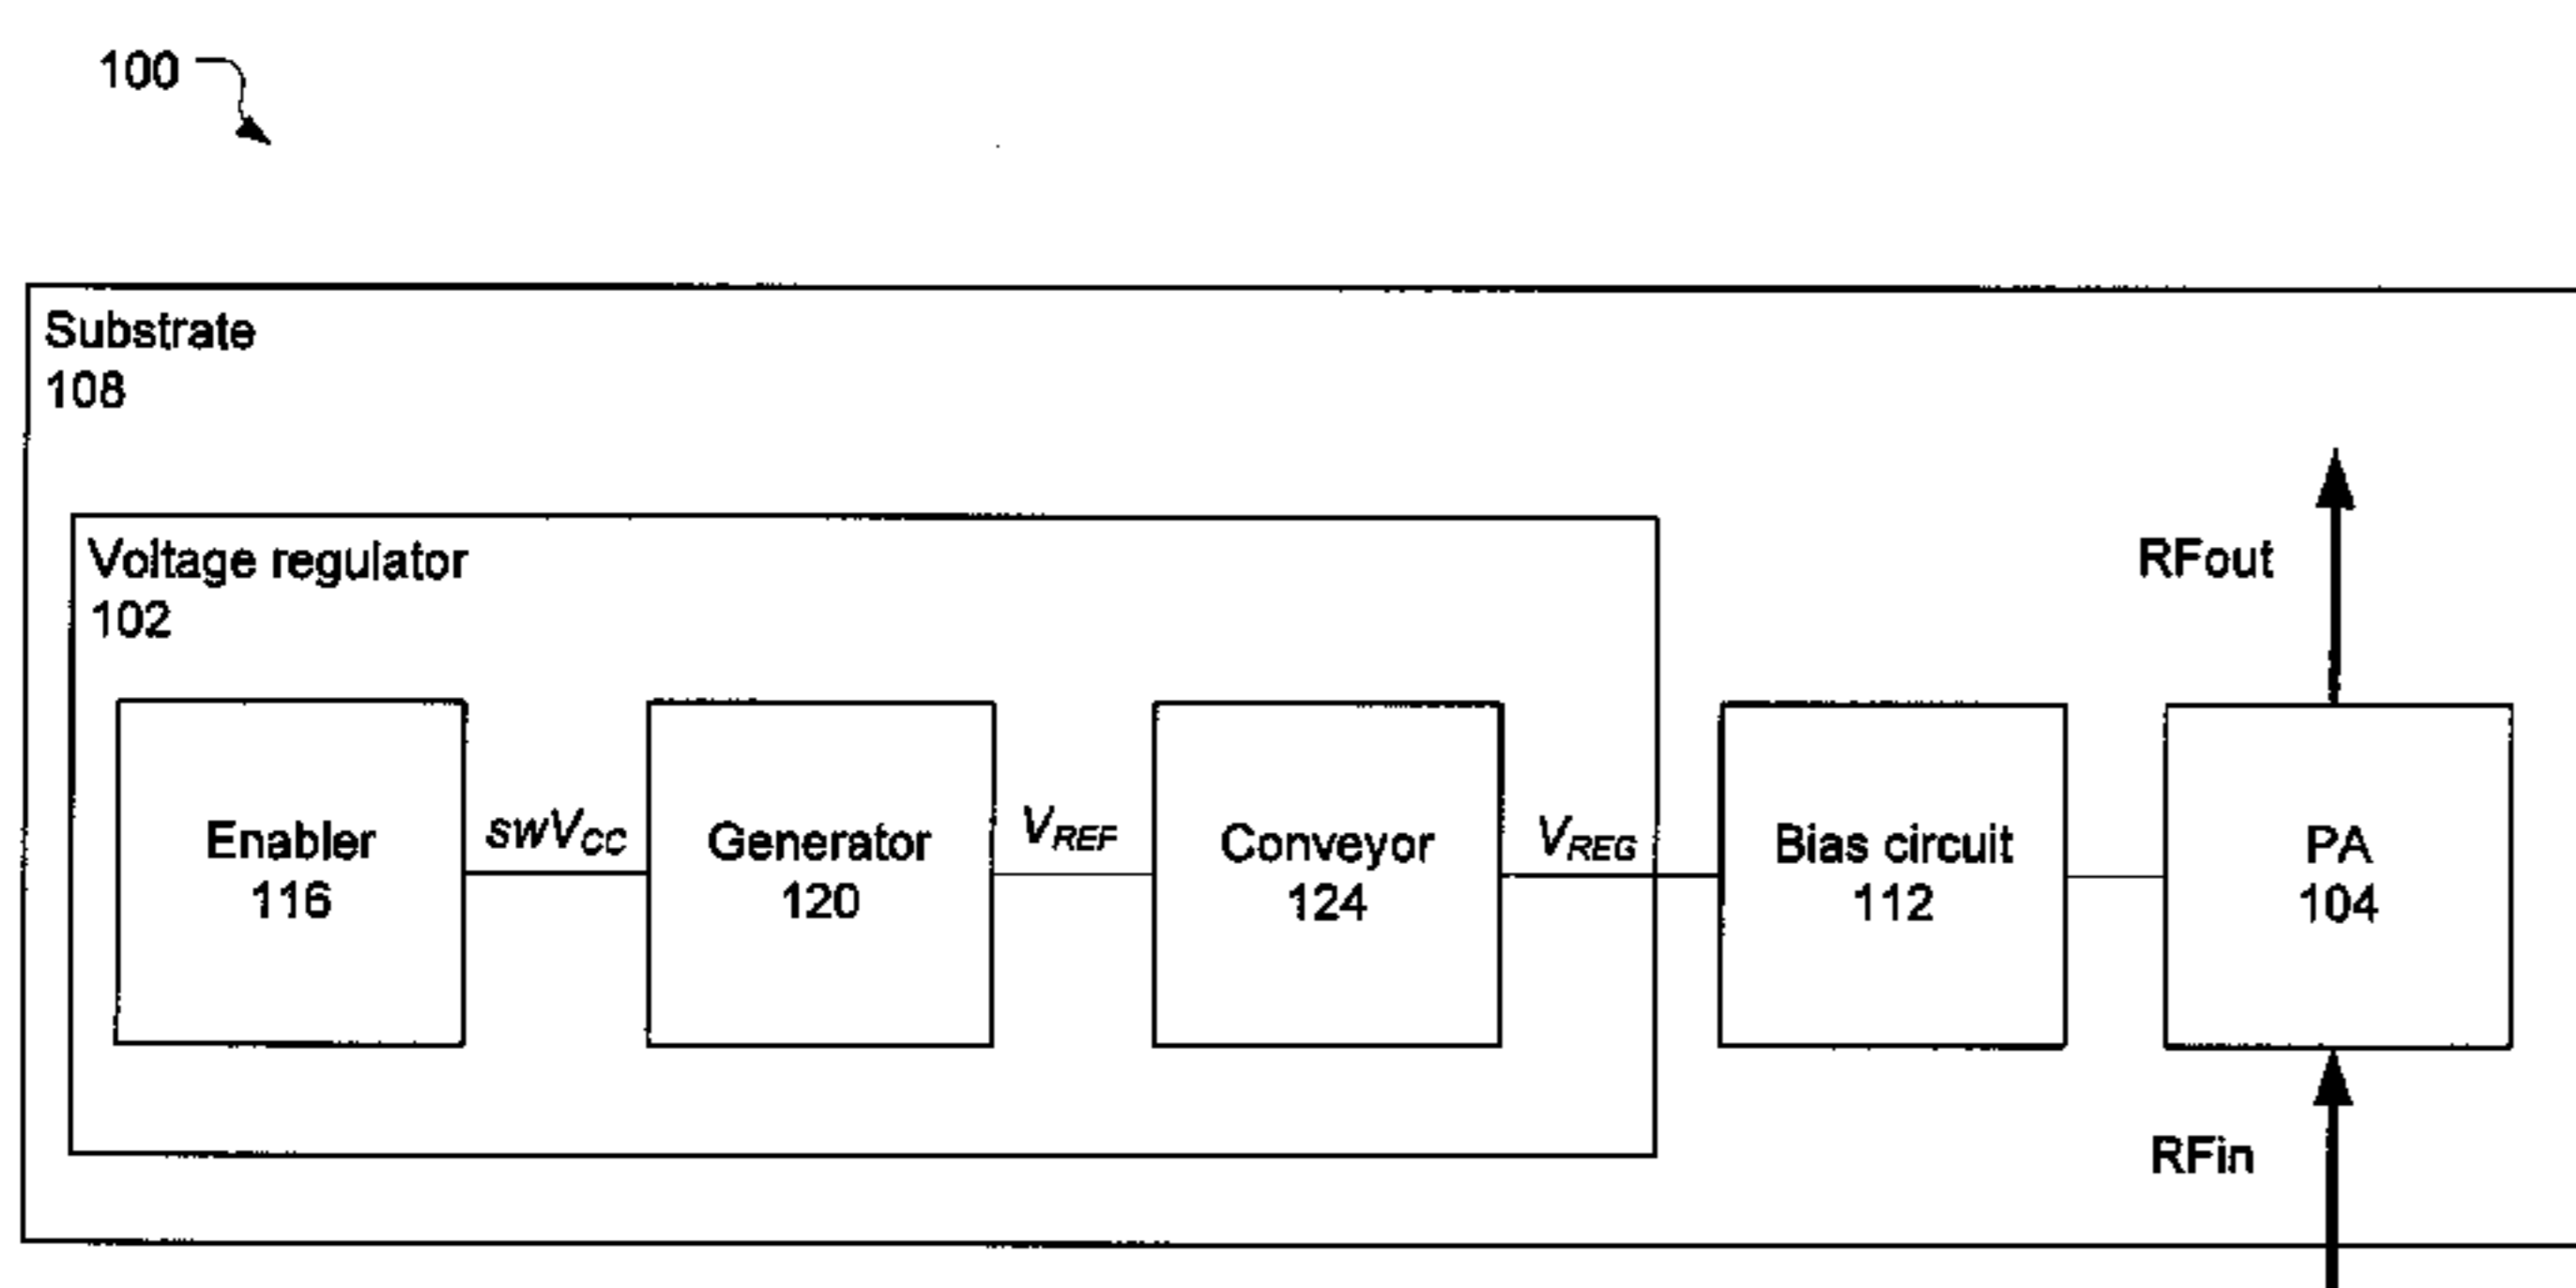 100
Substrate
108
Voltage regulator
102
RFout
Enabler
116
swVCC
Generator
120
VREF
Conveyor
124
VREG
Bias circuit
112
PA
104
RFin